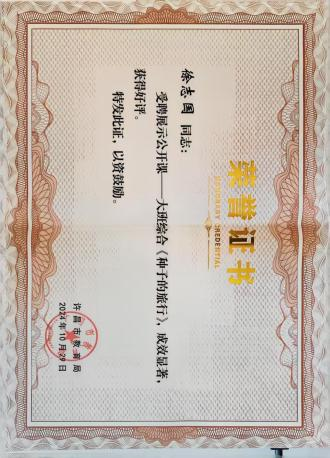 荣誉证书
HONORARY CREDENTIAL
徐志国 同志：
受聘展示公开课——大班综合《种子的旅行》，成效显著，
获得好评。
特发此证，以资鼓励。
许昌市教育局
2024年10月29日